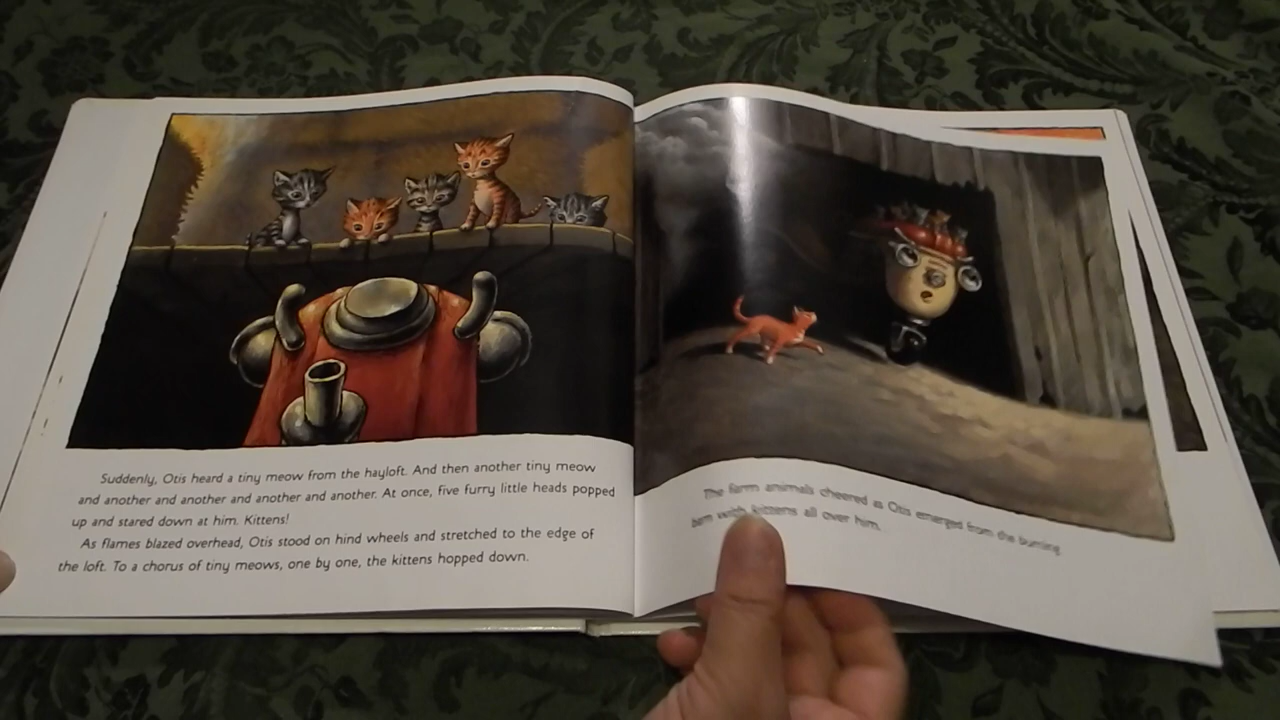 Suddenly, Otis heard a tiny meow from the hayloft. And then another tiny meow
and another and another and another and another. At once, five furry little heads popped
up and stared down at him. Kittens!
As flames blazed overhead, Otis stood on hind wheels and stretched to the edge of
the loft. To a chorus of tiny meows, one by one, the kittens hopped down.
The farm animals cheered as Otis emerged from the burning
barn with kittens all over him.